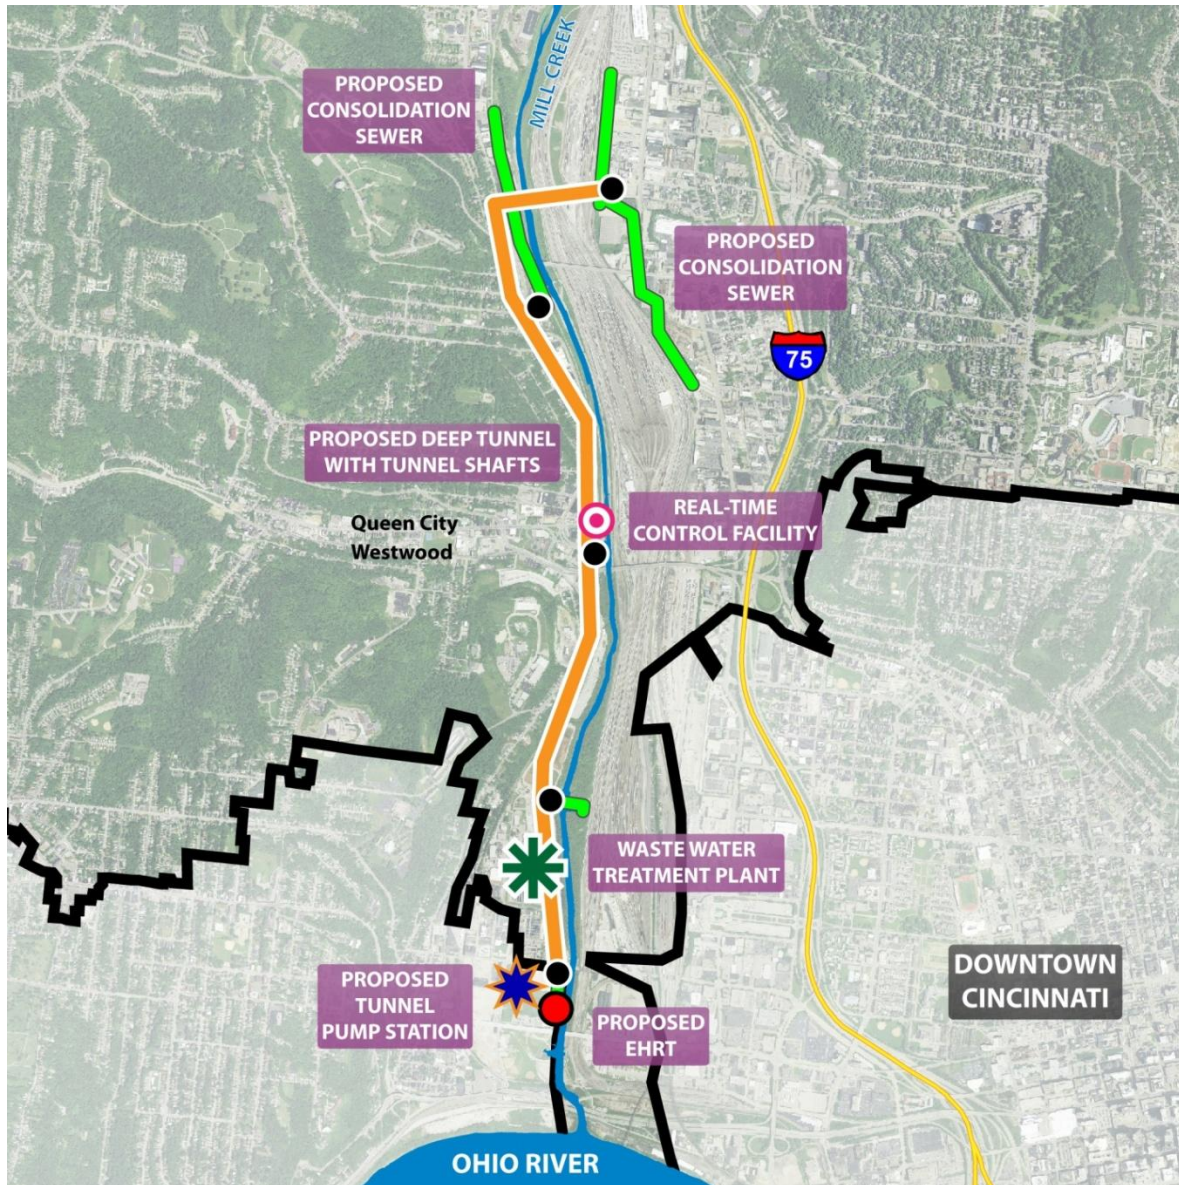 MILL CREEK
PROPOSED
CONSOLIDATION
SEWER
PROPOSED
CONSOLIDATION
SEWER
75
PROPOSED DEEP TUNNEL
WITH TUNNEL SHAFTS
REAL-TIME
CONTROL FACILITY
Queen City
Westwood
WASTE WATER
TREATMENT PLANT
PROPOSED
TUNNEL
PUMP STATION
PROPOSED
EHRT
DOWNTOWN
CINCINNATI
OHIO RIVER